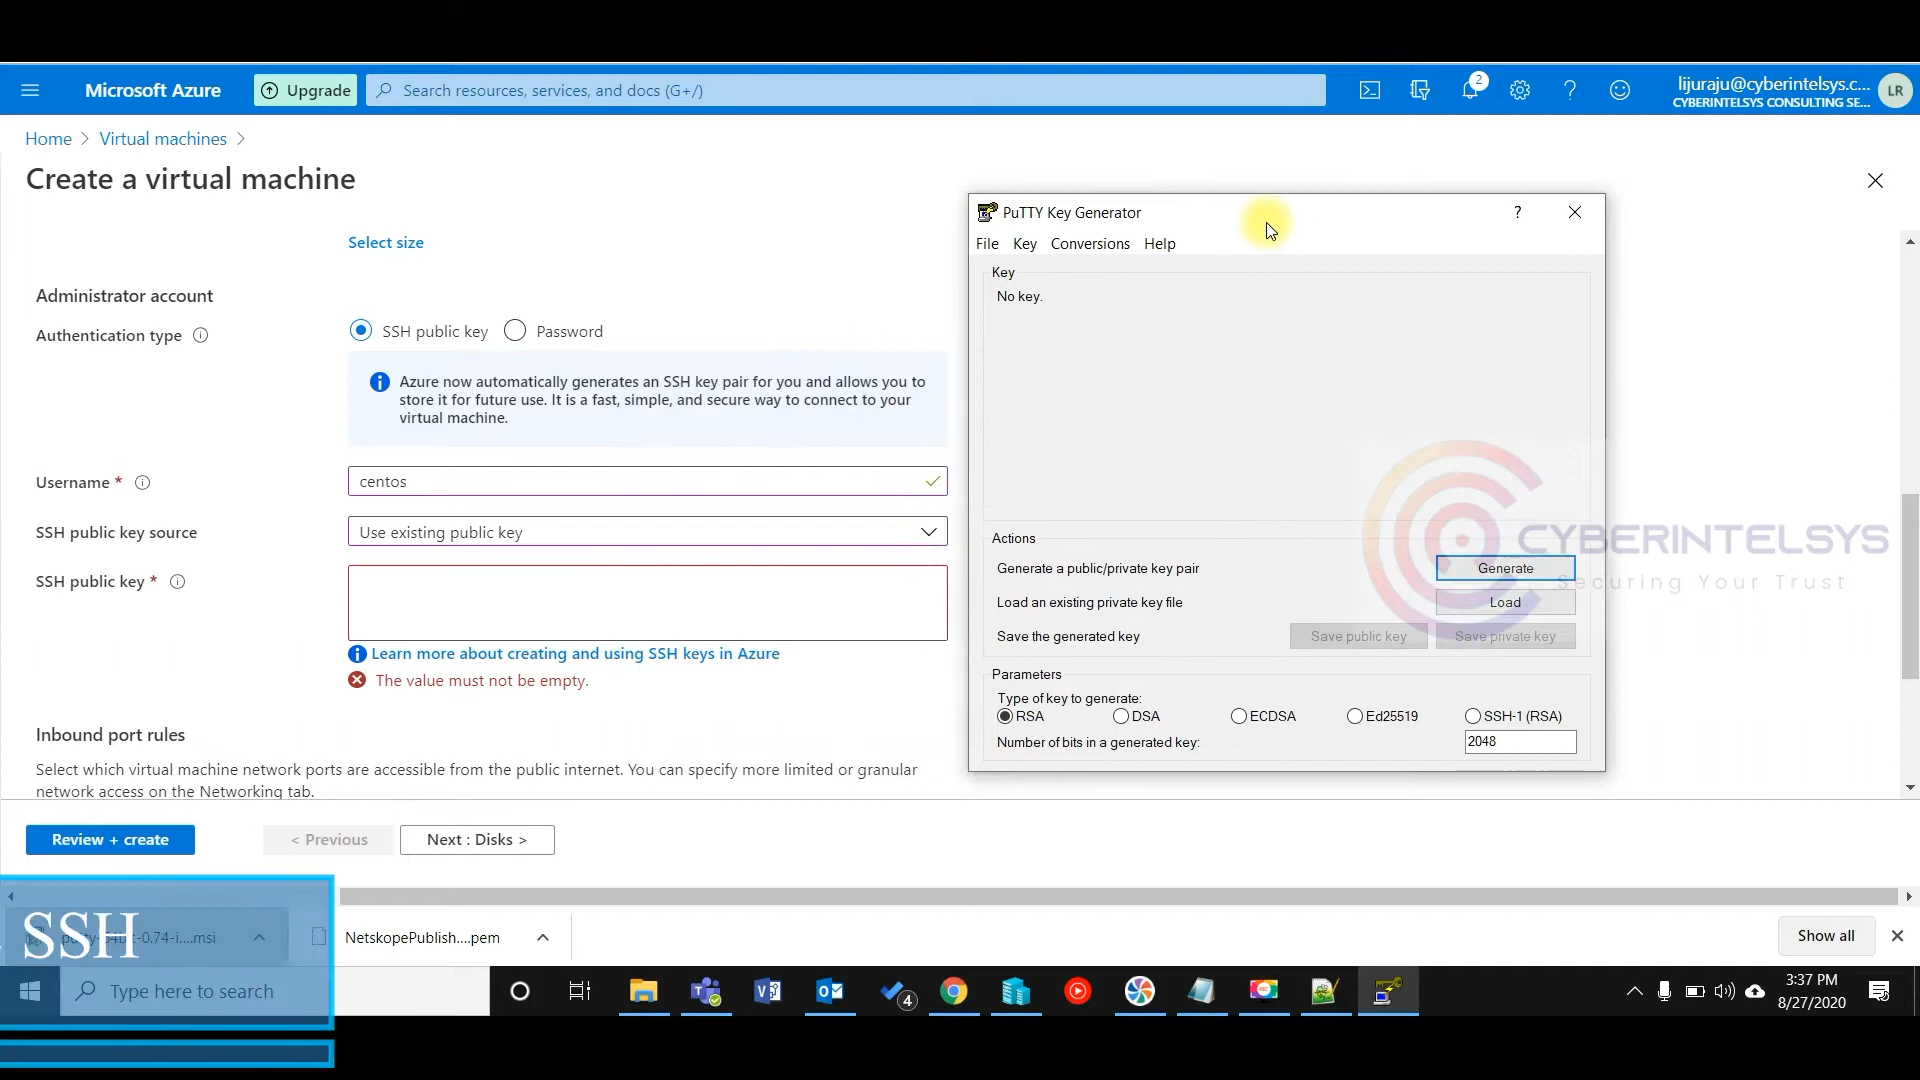 Microsoft Azure
Upgrade
Search resources, services, and docs (G+/)
2
lijuraju@cyberintelsys.c...
CYBERINTELSYS CONSULTING SE...
LR
Home > Virtual machines >
Create a virtual machine
Select size
Administrator account
Authentication type
SSH public key
Password
Azure now automatically generates an SSH key pair for you and allows you to
store it for future use. It is a fast, simple, and secure way to connect to your
virtual machine.
Username *
centos
SSH public key source
Use existing public key
SSH public key *
Learn more about creating and using SSH keys in Azure
The value must not be empty.
Inbound port rules
Select which virtual machine network ports are accessible from the public internet. You can specify more limited or granular
network access on the Networking tab.
Review + create
< Previous
Next : Disks >
PuTTY Key Generator
?
File Key Conversions Help
Key
No key.
Actions
Generate a public/private key pair
Generate
Load an existing private key file
Load
Save the generated key
Save public key
Save private key
Parameters
Type of key to generate:
RSA
DSA
ECDSA
Ed25519
SSH-1 (RSA)
Number of bits in a generated key:
2048
CYBERINTELSYS
Securing Your Trust
SSH
-0.74-i....msi
NetskopePublish....pem
Show all
Type here to search
4
3:37 PM
8/27/2020